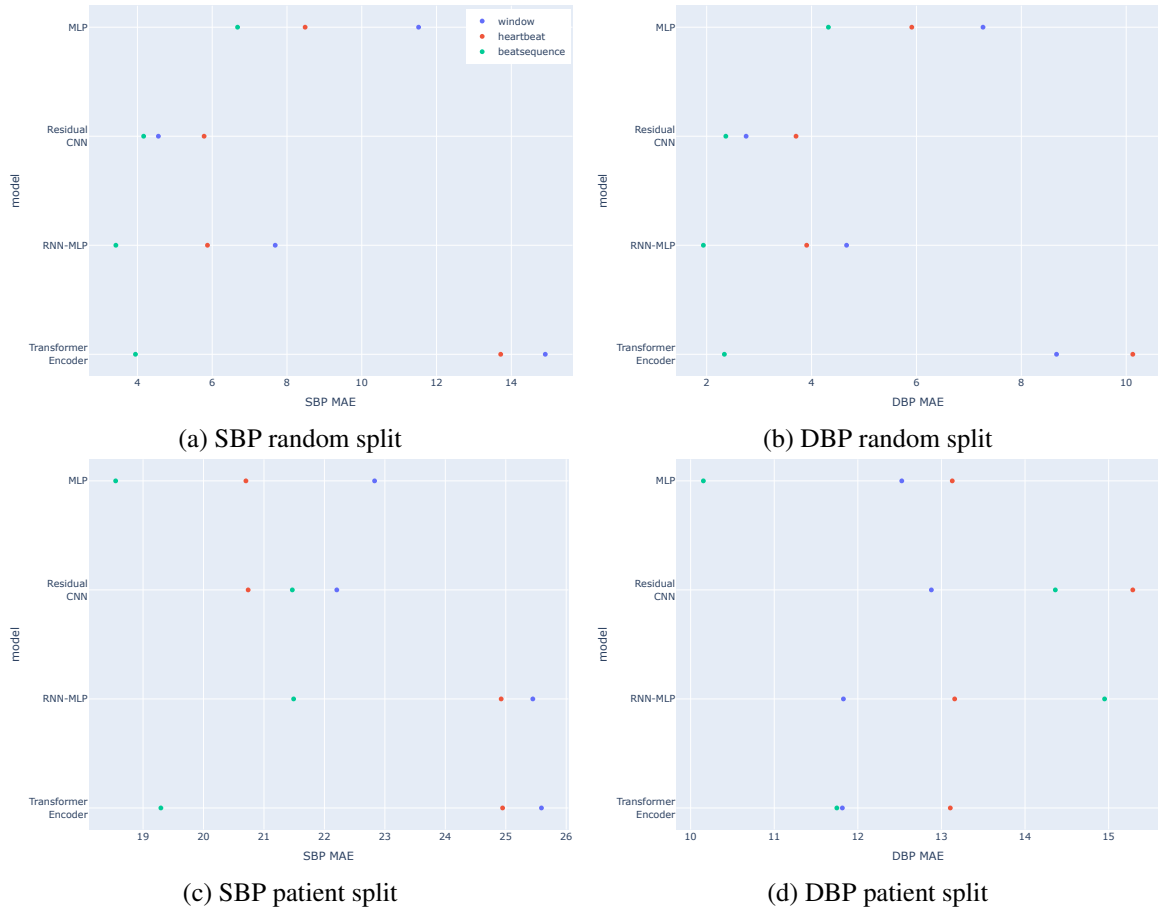 MLP
Residual
CNN
model
RNN-MLP
Transformer
Encoder
window
heartbeat
beatsequence
4 6 8 10 12 14
SBP MAE
(a) SBP random split
MLP
Residual
CNN
model
RNN-MLP
Transformer
Encoder
2 4 6 8 10
DBP MAE
(b) DBP random split
MLP
Residual
CNN
model
RNN-MLP
Transformer
Encoder
19 20 21 22 23 24 25 26
SBP MAE
(c) SBP patient split
MLP
Residual
CNN
model
RNN-MLP
Transformer
Encoder
10 11 12 13 14 15
DBP MAE
(d) DBP patient split